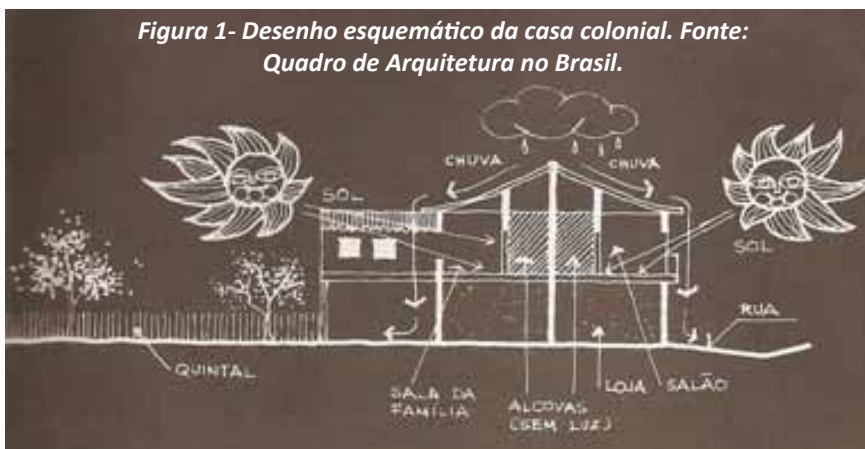 Figura 1- Desenho esquemático da casa colonial. Fonte:
Quadro de Arquitetura no Brasil.
CHUVA
CHUVA
SOL
SOL
RUA
QUINTAL
SALA DA
FAMÍLIA
ALCOVAS
(SEM LUZ)
LOJA
SALÃO